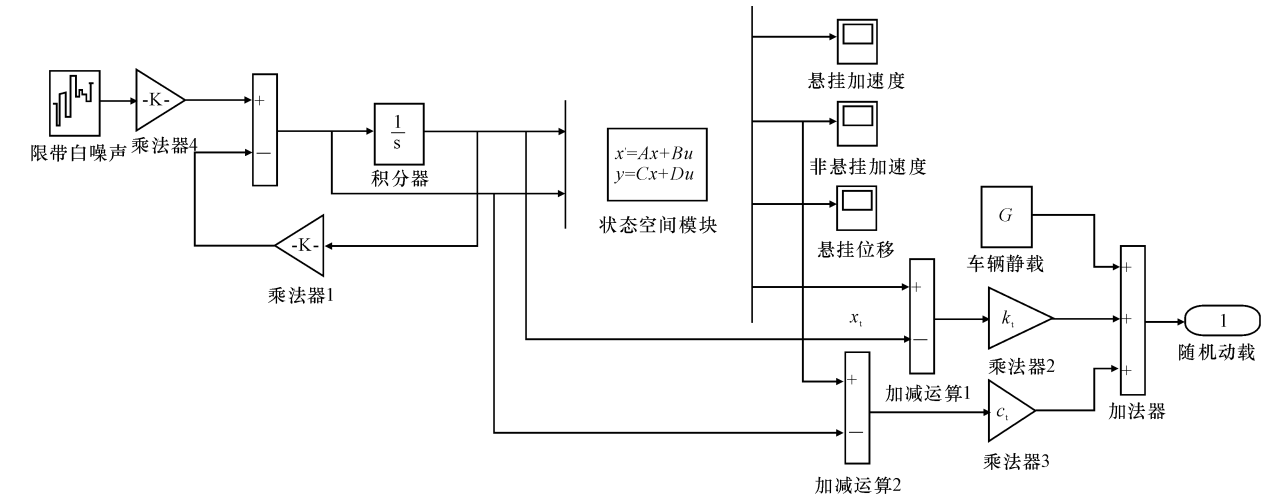 悬挂加速度
+
-K-
限带白噪声
乘法器4
−
1
s
积分器
x·=Ax+Bu
y=Cx+Du
状态空间模块
非悬挂加速度
悬挂位移
G
车辆静载
-K-
乘法器1
+
xt
−
加减运算1
kt
乘法器2
+
+
+
加法器
1
随机动载
+
−
加减运算2
ct
乘法器3